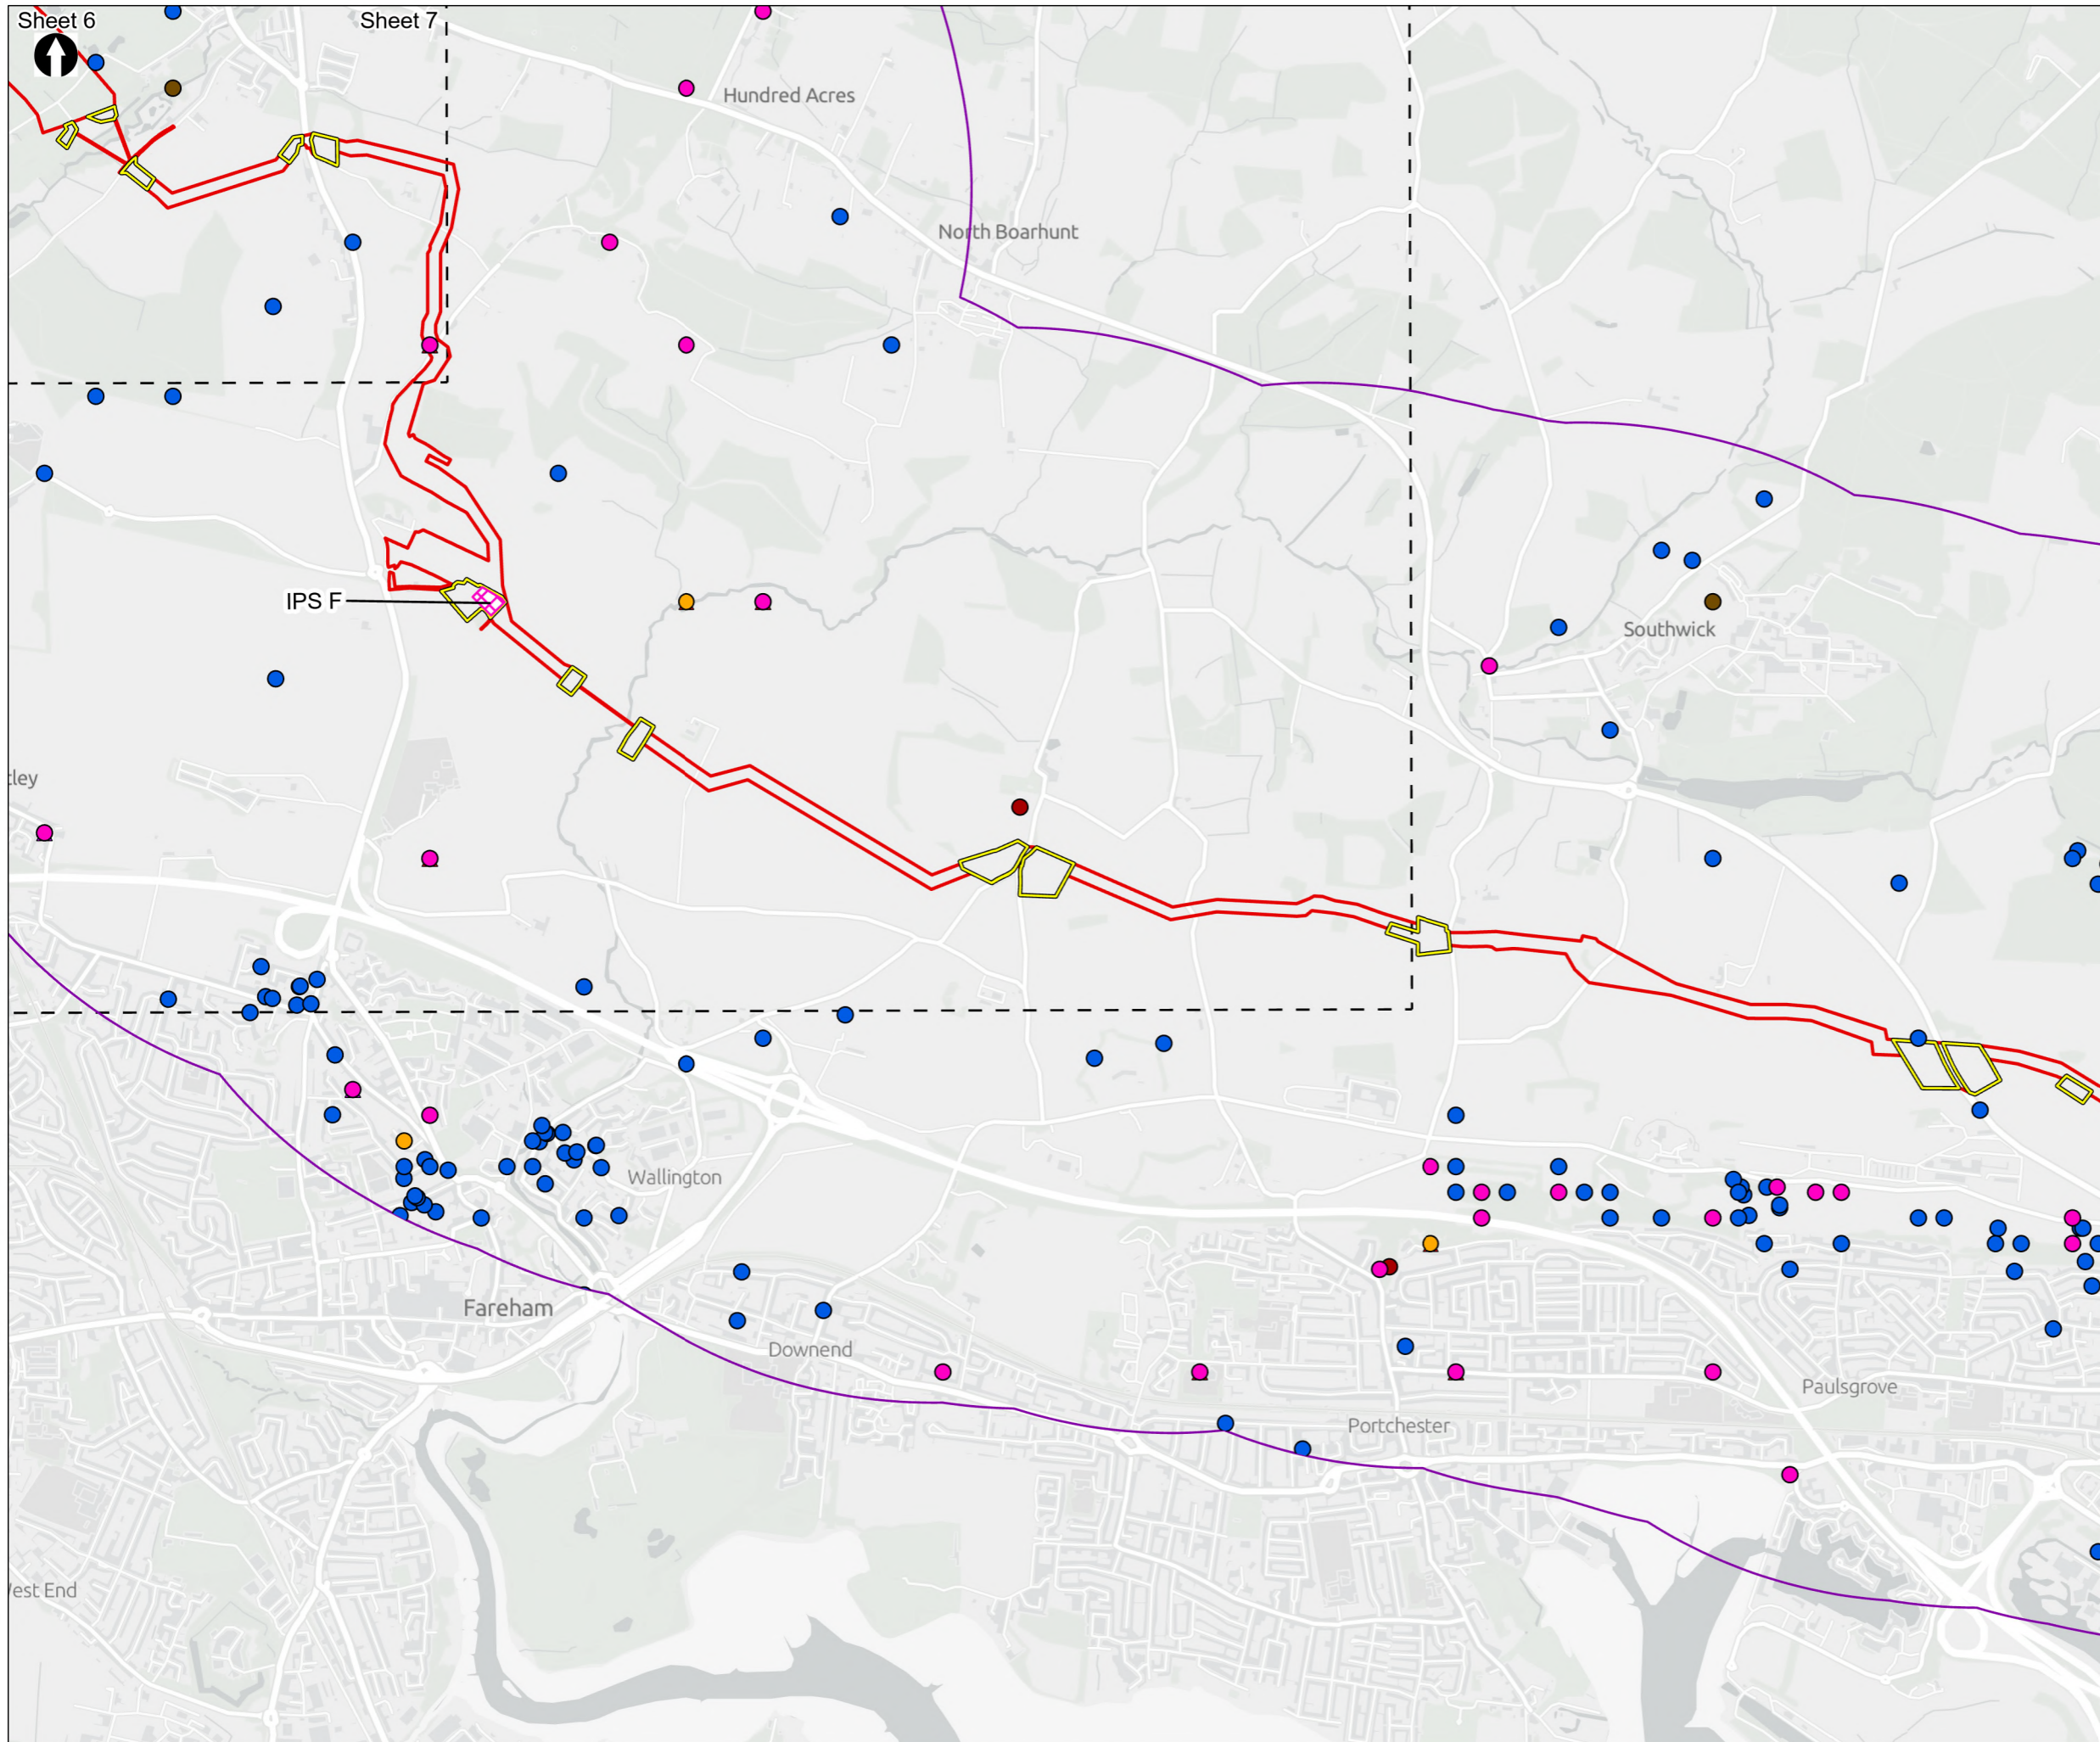 Sheet 6
Sheet 7
Hundred Acres
North Boarhunt
IPS F
Southwick
Wallington
Fareham
Downend
Paulsgrove
Portchester